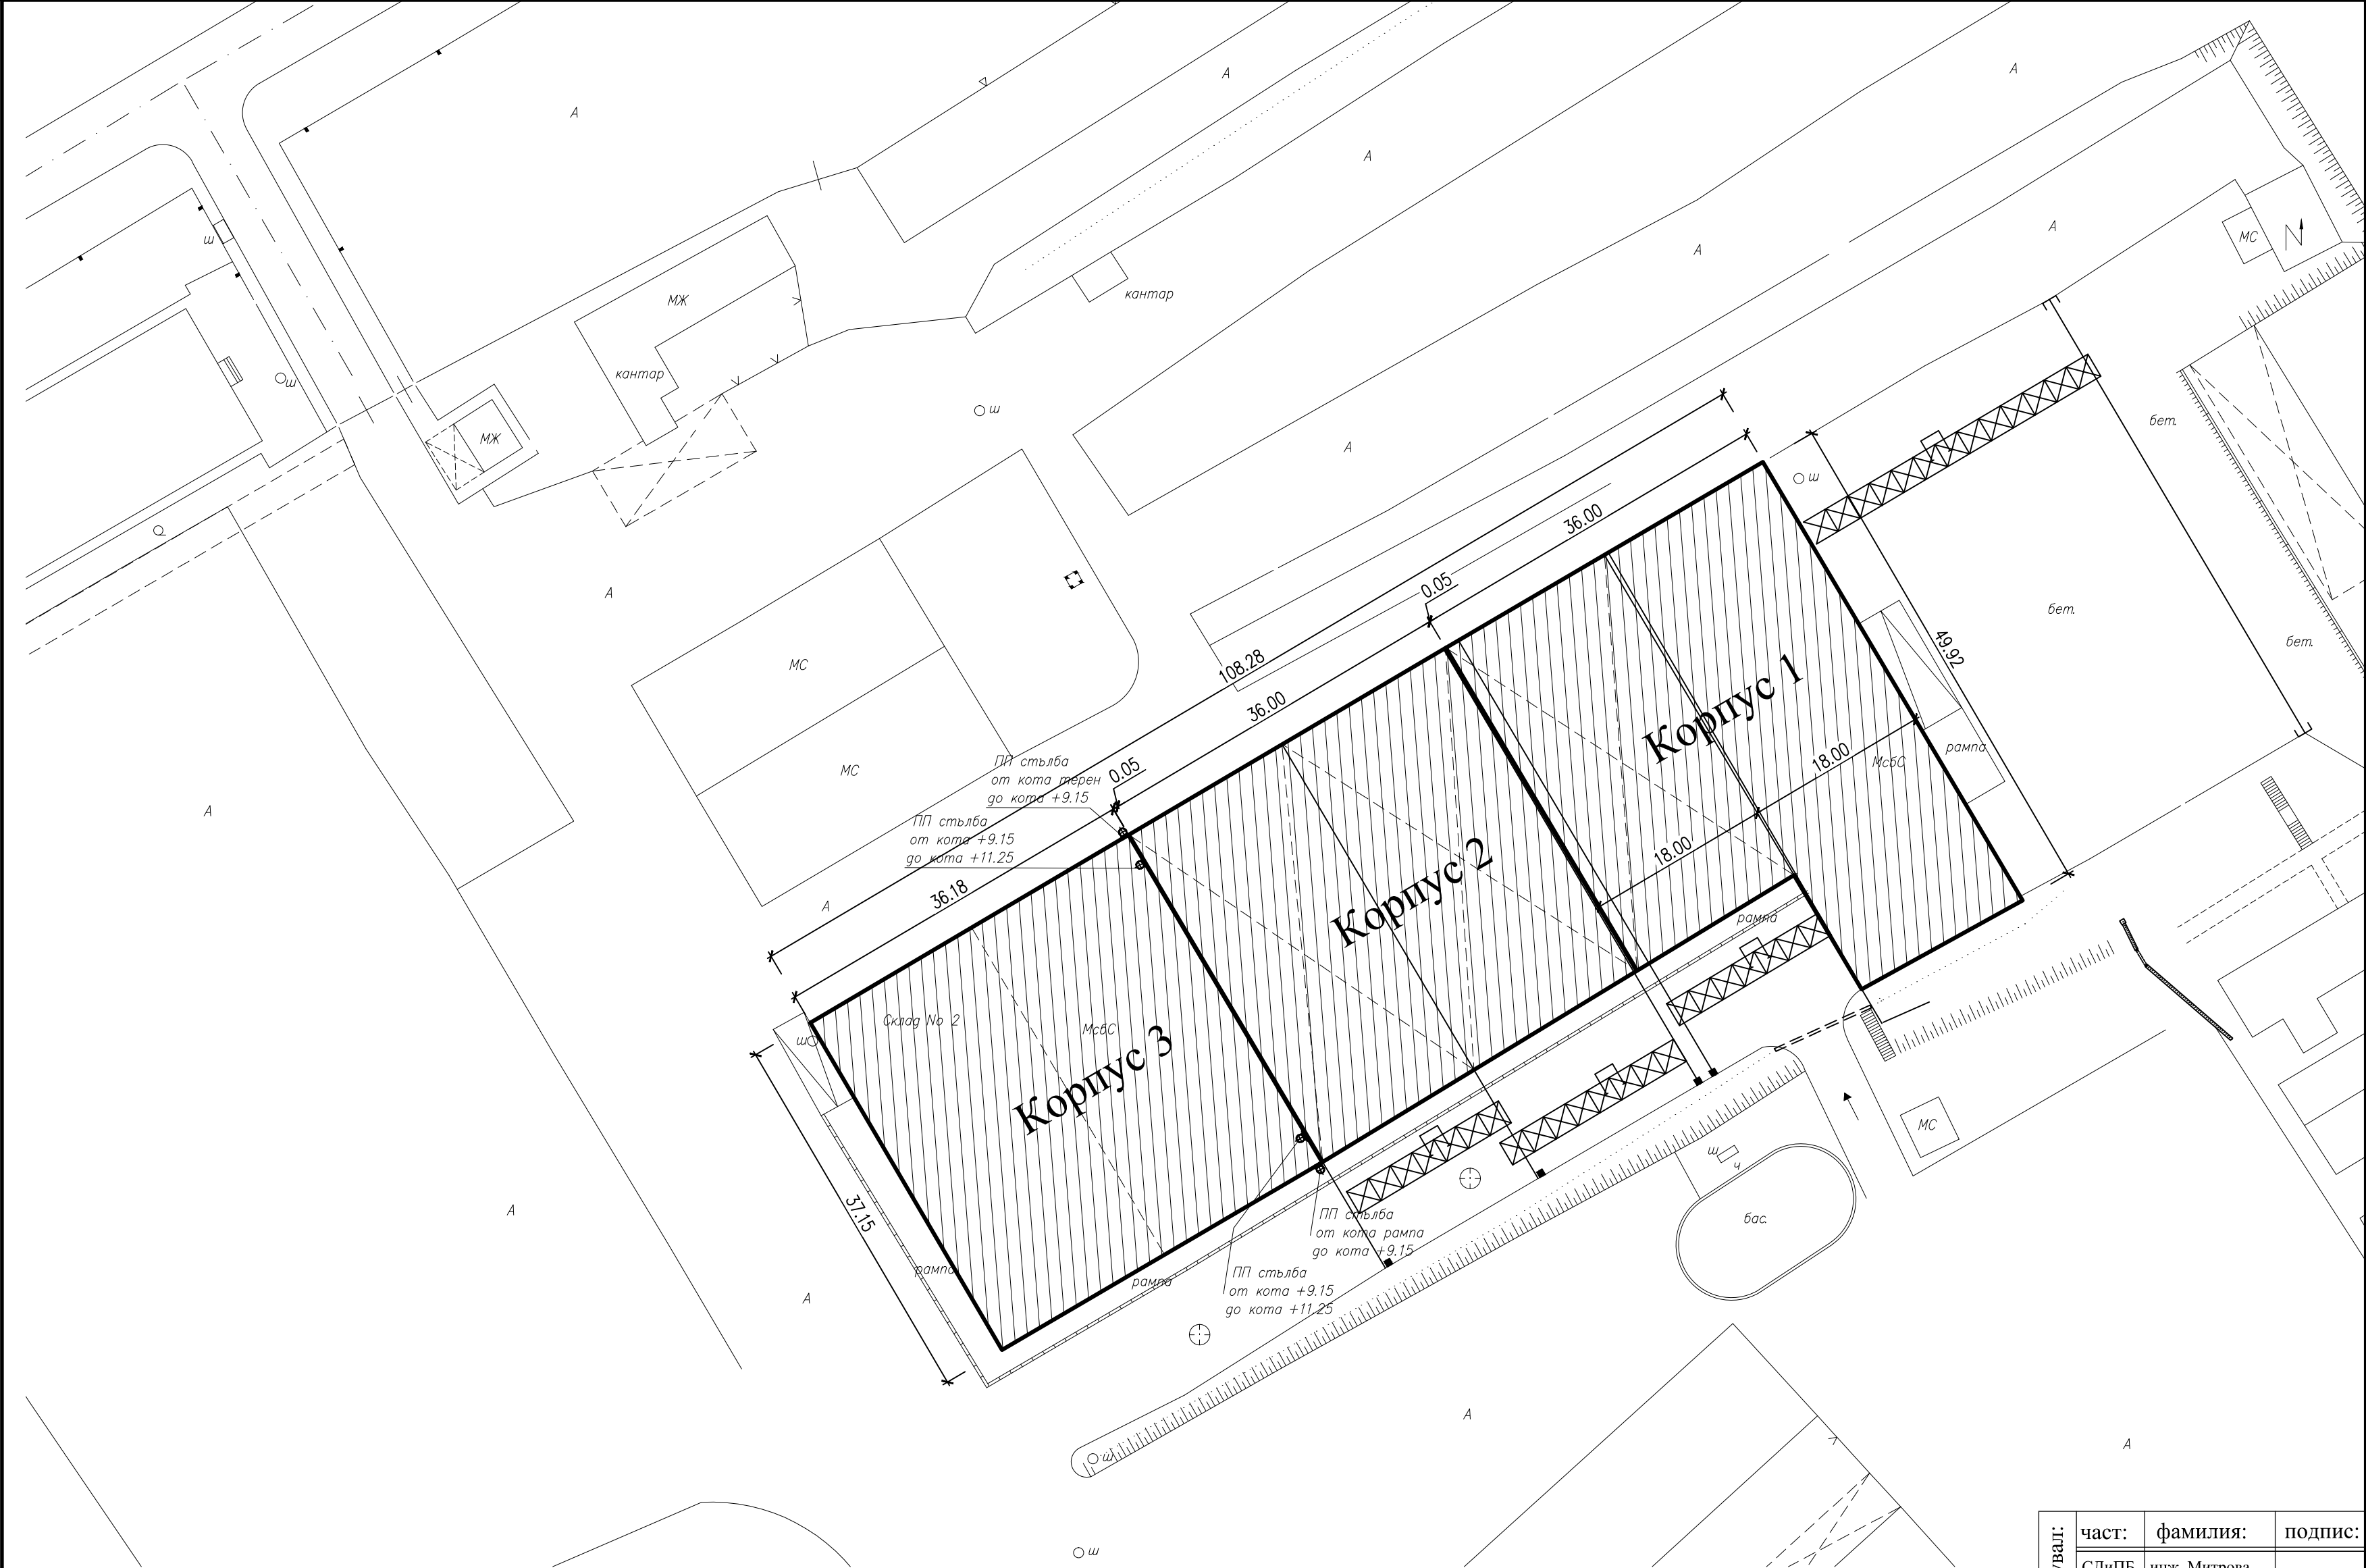 А
А
А
А
А
А
А
ш
ш
МЖ
кантар
МЖ
кантар
ш
МС
N
бет.
бет.
бет.
А
МС
МС
ш
36.00
0.05
108.28
36.00
49.92
Корпус 1
18.00
МсбС
рампа
18.00
рампа
ПП стълба
от кота терен
до кота +9.15
0.05
ПП стълба
от кота +9.15
до кота +11.25
36.18
А
А
Корпус 2
Склад No 2
МсбС
ш
Корпус 3
37.15
А
А
рампа
рампа
ПП стълба
от кота рампа
до кота +9.15
ПП стълба
от кота +9.15
до кота +11.25
МС
ш
ч
бас.
А
А
ш
ш
част:
фамилия:
подпис:
инж. Митрова